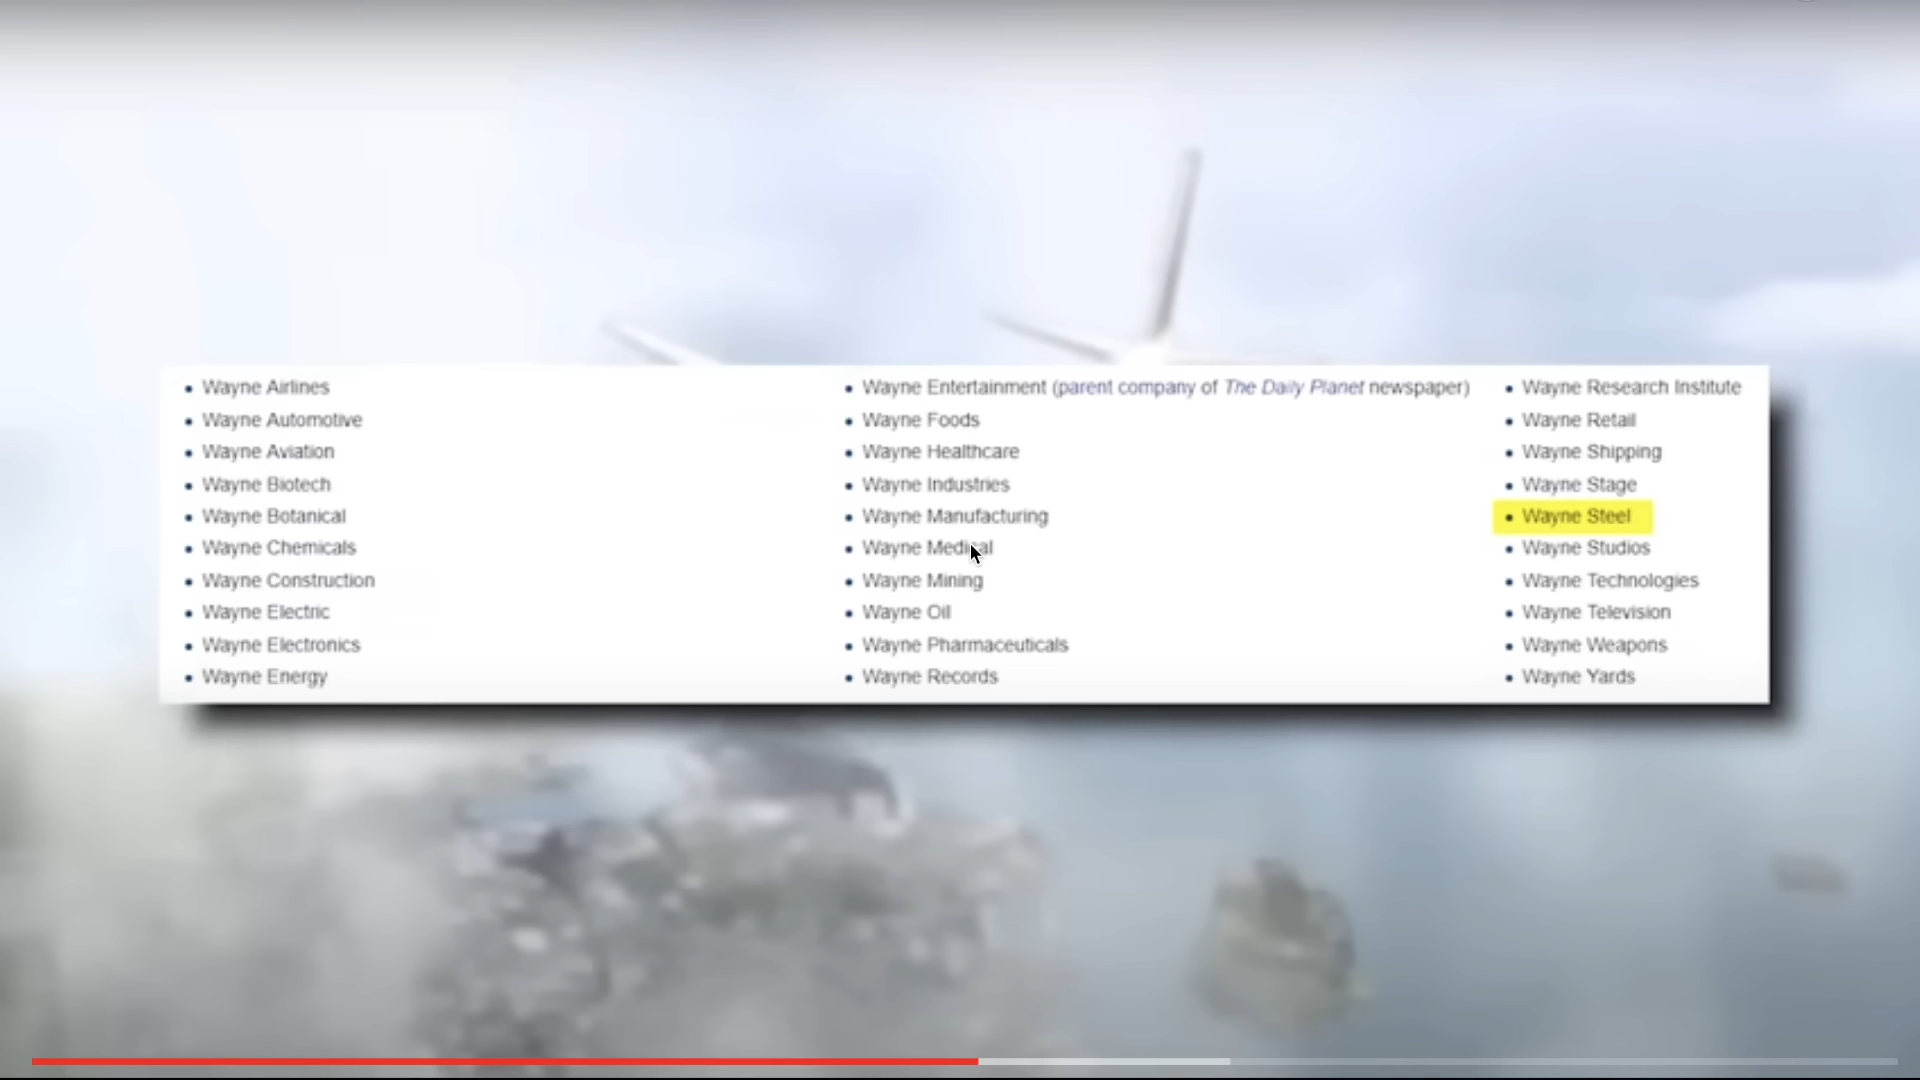 • Wayne Airlines
• Wayne Automotive
• Wayne Aviation
• Wayne Biotech
• Wayne Botanical
• Wayne Chemicals
• Wayne Construction
• Wayne Electric
• Wayne Electronics
• Wayne Energy
• Wayne Entertainment (parent company of The Daily Planet newspaper)
• Wayne Foods
• Wayne Healthcare
• Wayne Industries
• Wayne Manufacturing
• Wayne Medical
• Wayne Mining
• Wayne Oil
• Wayne Pharmaceuticals
• Wayne Records
• Wayne Research Institute
• Wayne Retail
• Wayne Shipping
• Wayne Stage
• Wayne Steel
• Wayne Studios
• Wayne Technologies
• Wayne Television
• Wayne Weapons
• Wayne Yards